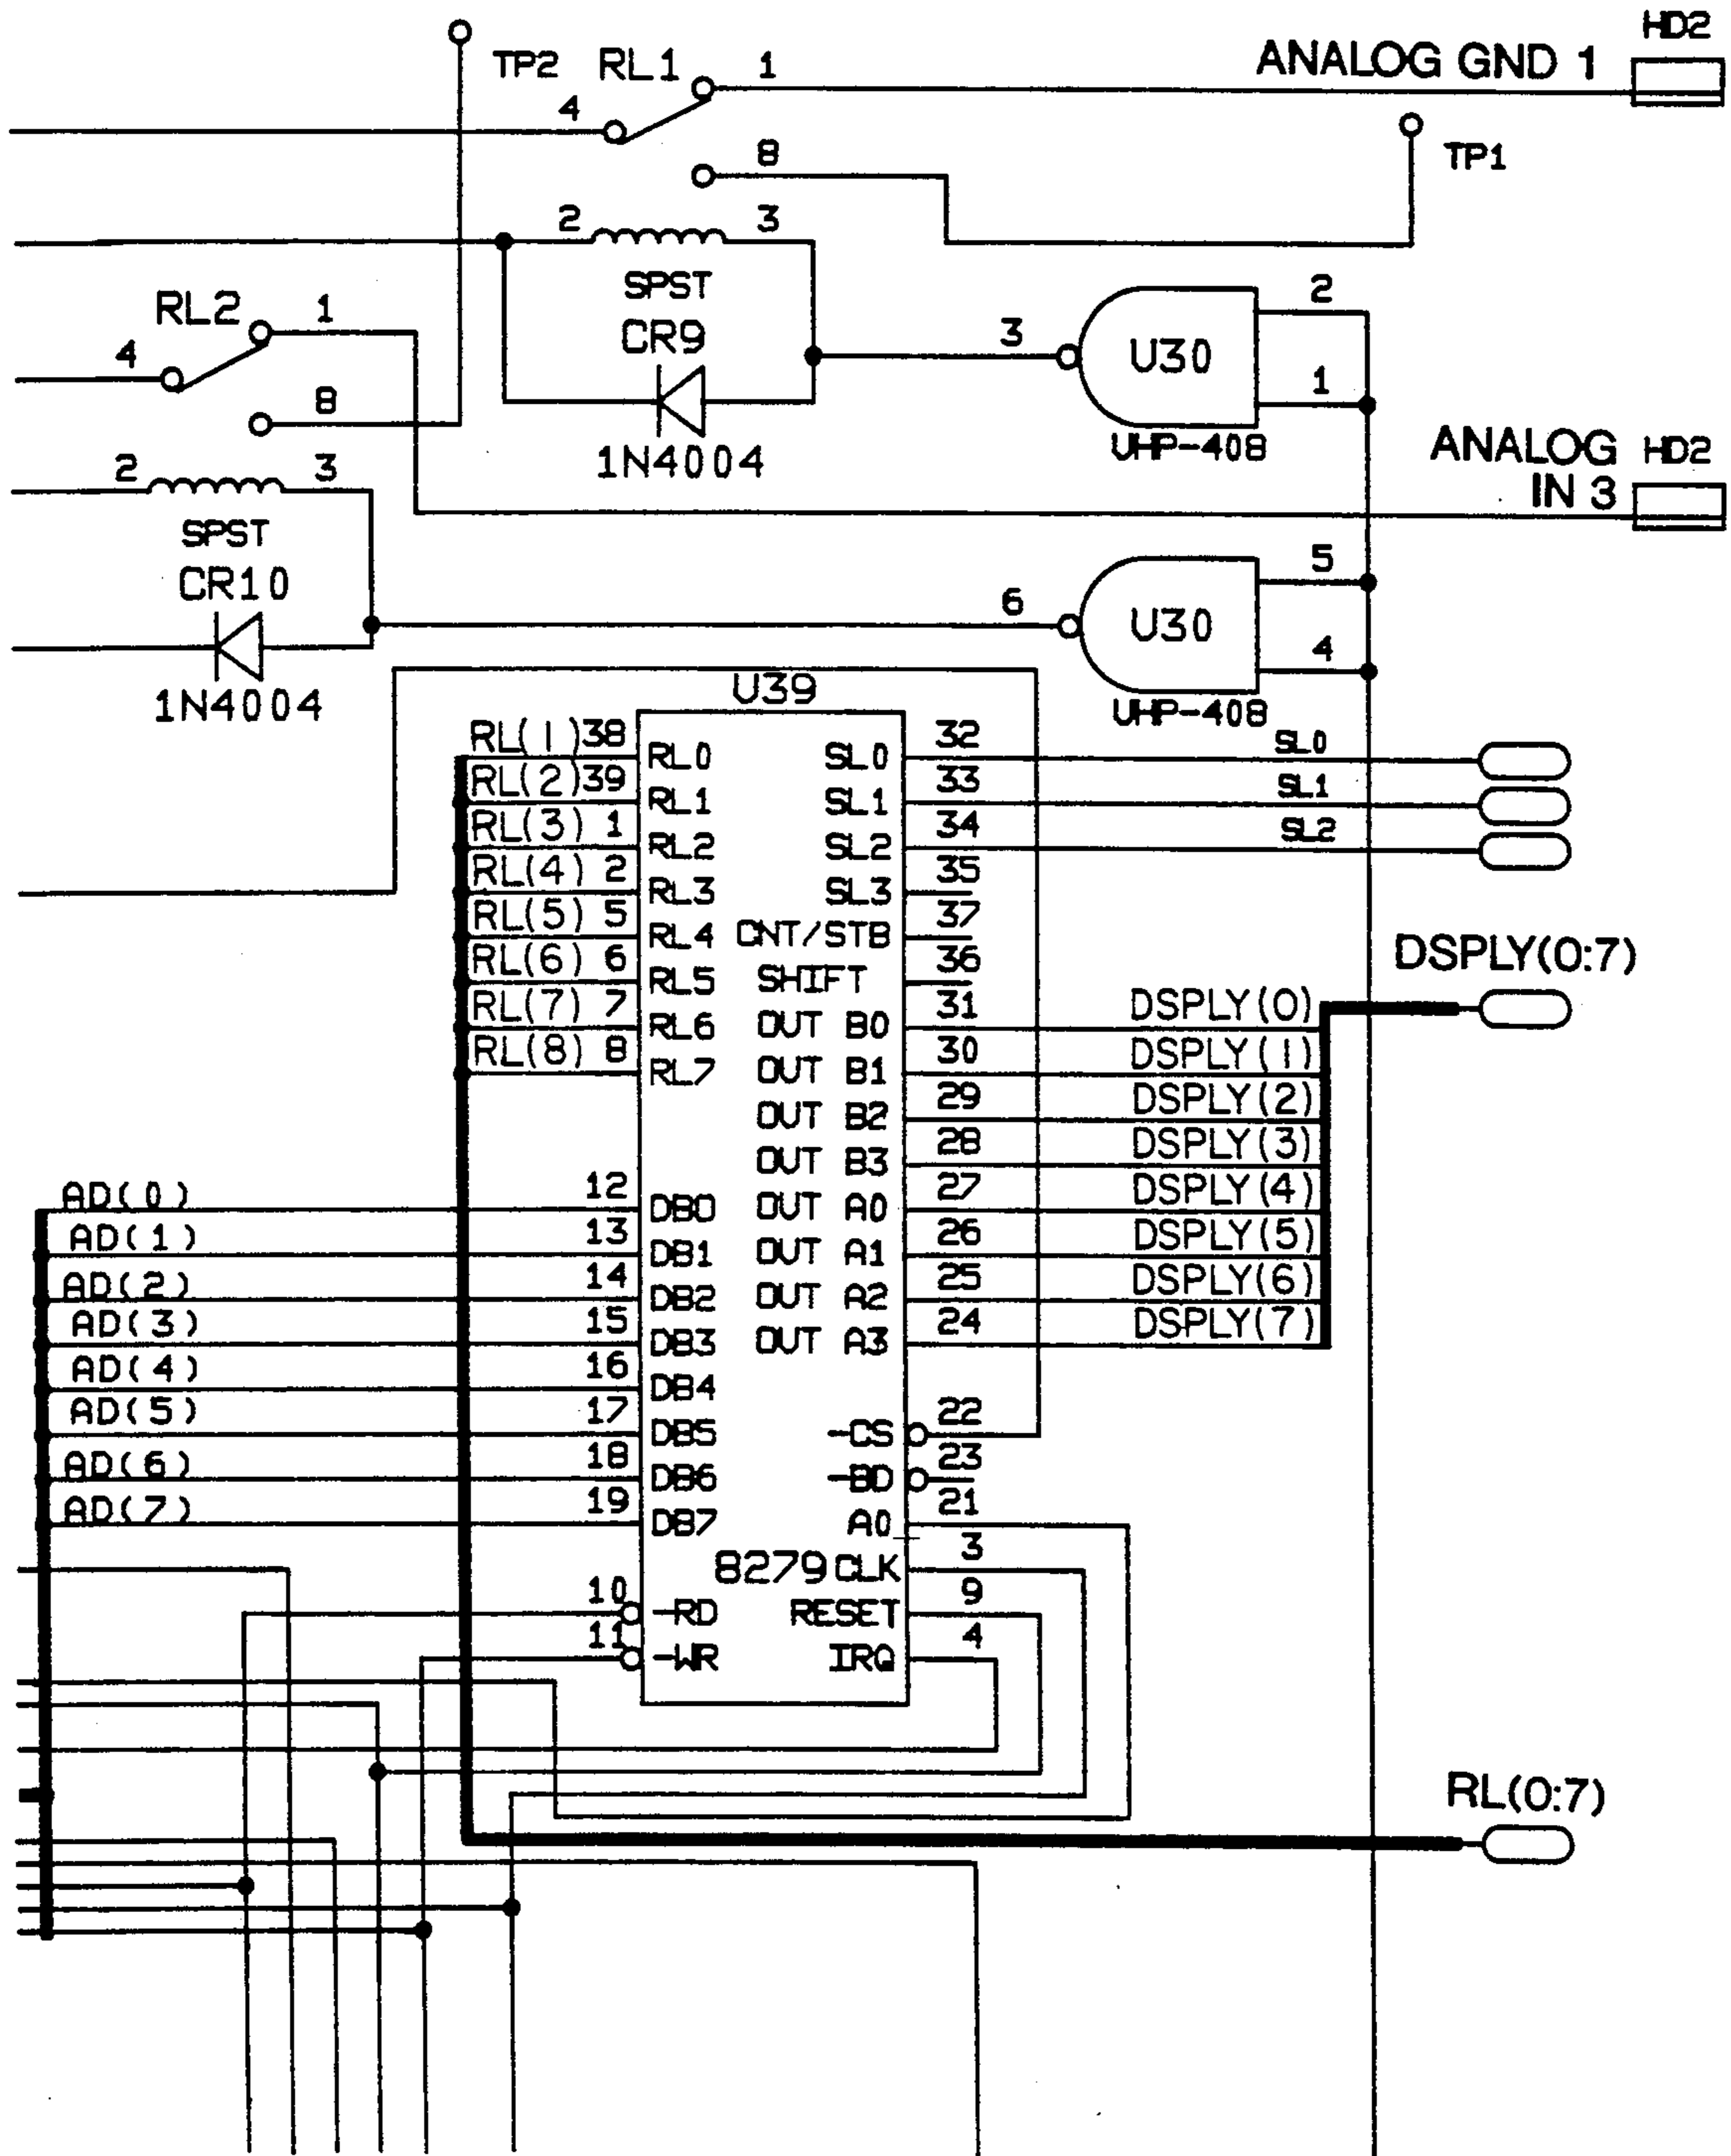 HD2
ANALOG GND 1
TP2 RL1 1
4
8
TP1
2 3
SPST
CR9
1N4004
RL2 1
4
8
3 U30 2
1
UHP-408
ANALOG HD2
IN 3
2 3
SPST
CR10
1N4004
6 U30 5
4
UHP-408
U39
RL(1) 38 RL0 SL0 32 SL0
RL(2) 39 RL1 SL1 33 SL1
RL(3) 1 RL2 SL2 34 SL2
RL(4) 2 RL3 SL3 35
RL(5) 5 RL4 CNT/STB 37
RL(6) 6 RL5 SHIFT 36
DSPLY(0:7)
RL(7) 7 RL6 OUT B0 31 DSPLY(0)
RL(8) 8 RL7 OUT B1 30 DSPLY(1)
OUT B2 29 DSPLY(2)
OUT B3 28 DSPLY(3)
AD(0) 12 DB0 OUT A0 27 DSPLY(4)
AD(1) 13 DB1 OUT A1 26 DSPLY(5)
AD(2) 14 DB2 OUT A2 25 DSPLY(6)
AD(3) 15 DB3 OUT A3 24 DSPLY(7)
AD(4) 16 DB4
AD(5) 17 DB5 -CS 22
AD(6) 18 DB6 -BD 23
AD(7) 19 DB7 A0 21
8279 CLK 3
10 -RD RESET 9
11 -WR IRQ 4
RL(0:7)